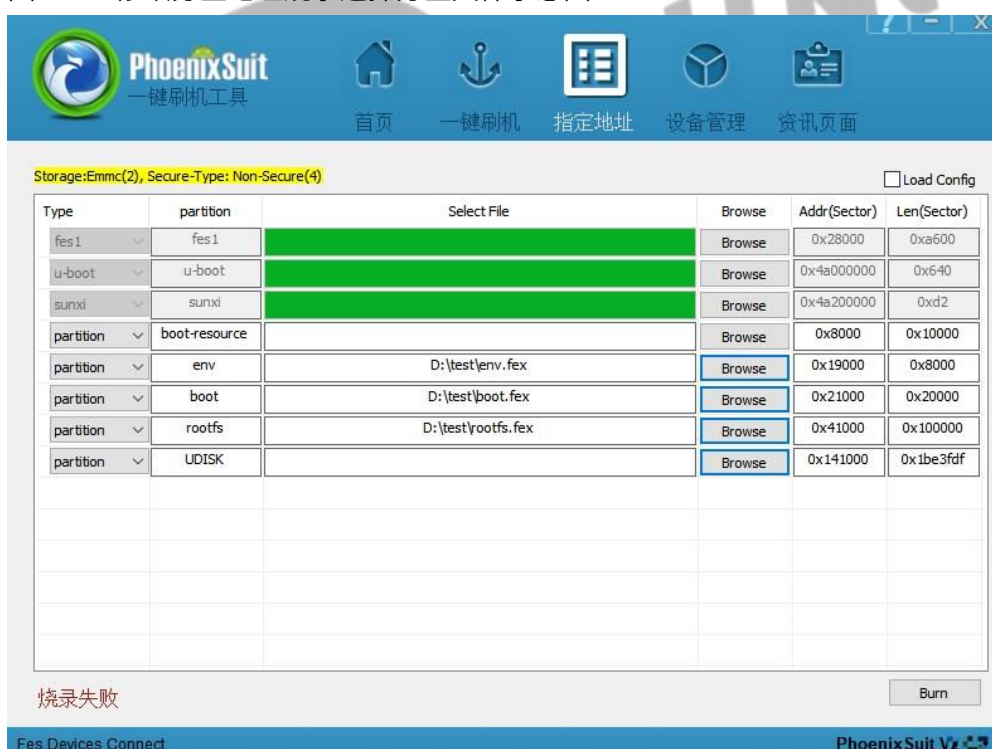 PhoenixSuit
一键刷机工具
首页 一键刷机 指定地址 设备管理 资讯页面
Storage:Emmc(2), Secure-Type: Non-Secure(4)
Load Config
Type partition Select File Browse Addr(Sector) Len(Sector)
fes1 fes1 Browse 0x28000 0xa600
u-boot u-boot Browse 0x4a000000 0x640
sunxi sunxi Browse 0x4a200000 0xd2
partition boot-resource Browse 0x8000 0x10000
partition env D:\test\env.fex Browse 0x19000 0x8000
partition boot D:\test\boot.fex Browse 0x21000 0x20000
partition rootfs D:\test\rootfs.fex Browse 0x41000 0x100000
partition UDISK Browse 0x141000 0x1be3fdf
烧录失败
Burn
Fes Devices Connect
PhoenixSuit